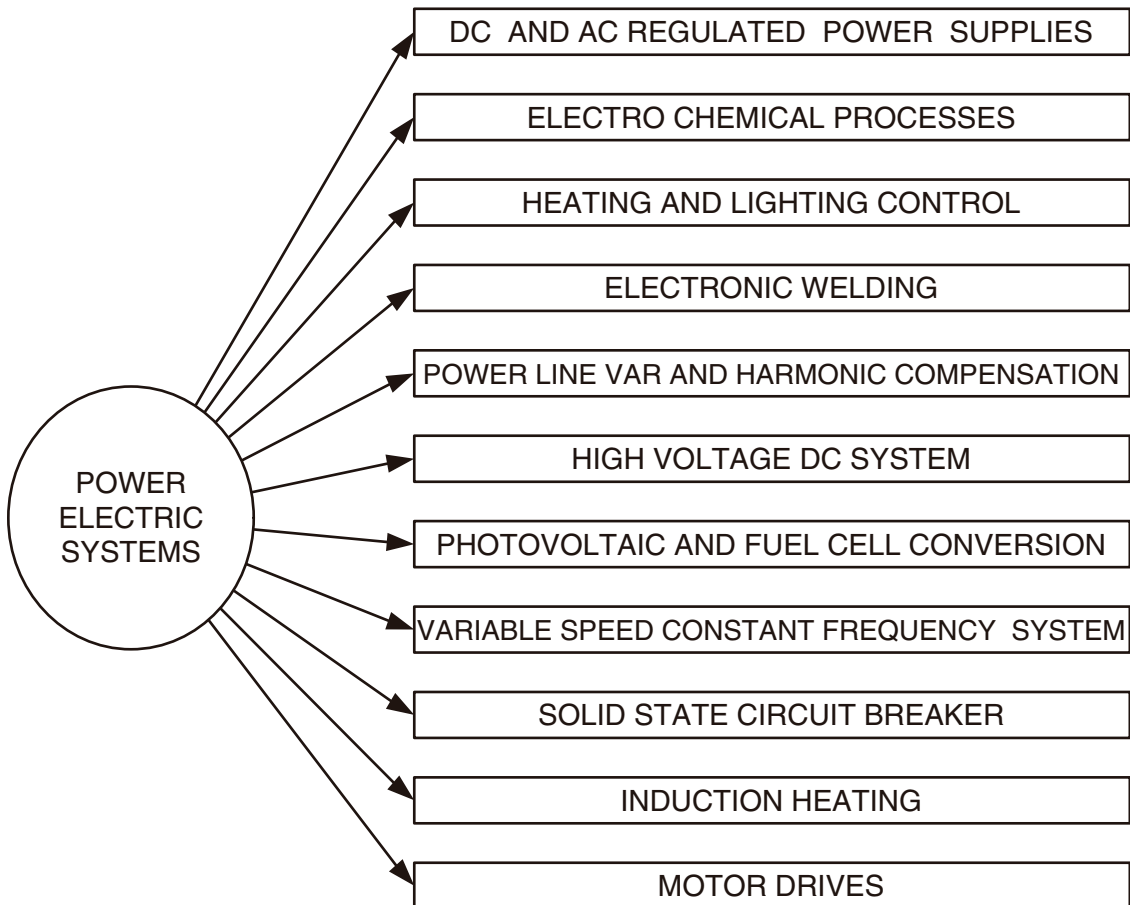 DC AND AC REGULATED POWER SUPPLIES
ELECTRO CHEMICAL PROCESSES
HEATING AND LIGHTING CONTROL
ELECTRONIC WELDING
POWER LINE VAR AND HARMONIC COMPENSATION
HIGH VOLTAGE DC SYSTEM
POWER
ELECTRIC
SYSTEMS
PHOTOVOLTAIC AND FUEL CELL CONVERSION
VARIABLE SPEED CONSTANT FREQUENCY SYSTEM
SOLID STATE CIRCUIT BREAKER
INDUCTION HEATING
MOTOR DRIVES